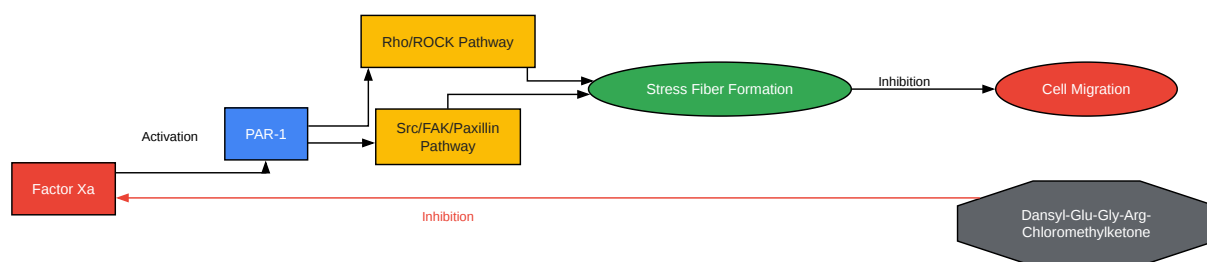 Rho/ROCK Pathway
Stress Fiber Formation
Inhibition
Cell Migration
Activation
PAR-1
Src/FAK/Paxillin
Pathway
Factor Xa
Inhibition
Dansyl-Glu-Gly-Arg-
Chloromethylketone